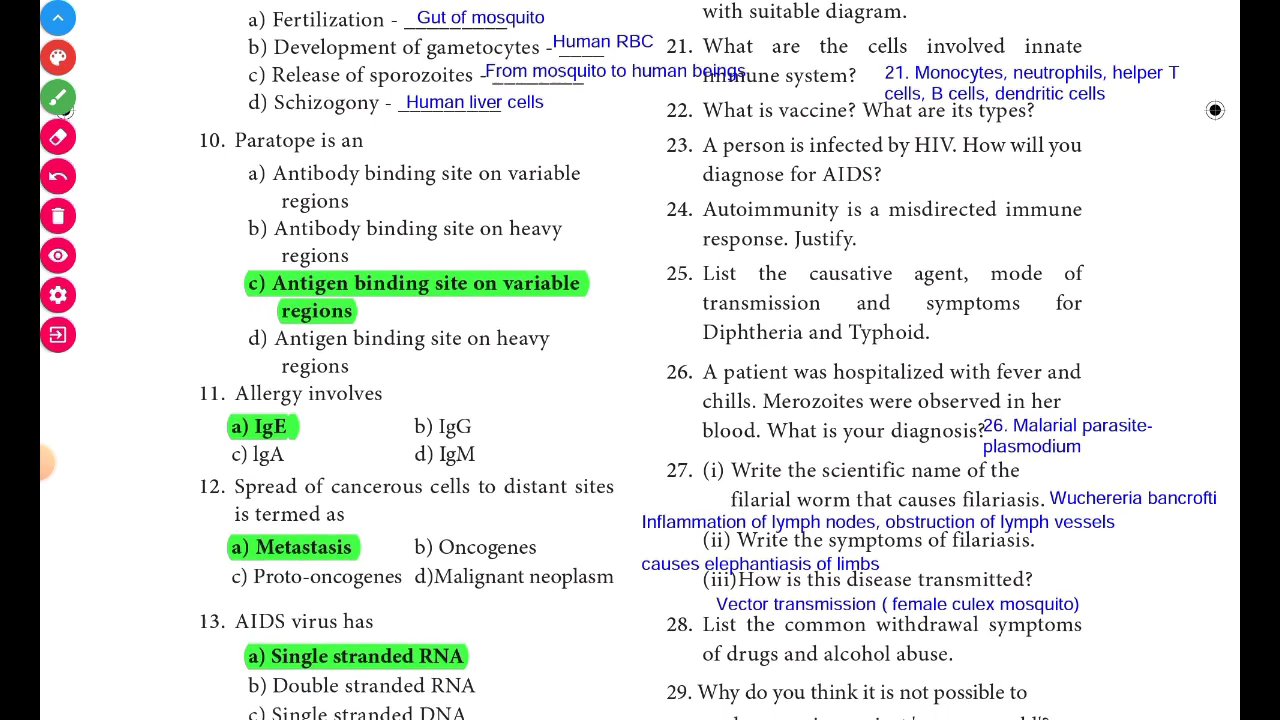 a) Fertilization - __________
Gut of mosquito
b) Development of gametocytes - ____
Human RBC
c) Release of sporozoites - ________
From mosquito to human beings
d) Schizogony - _________
Human liver cells
10. Paratope is an
a) Antibody binding site on variable
regions
b) Antibody binding site on heavy
regions
c) Antigen binding site on variable
regions
d) Antigen binding site on heavy
regions
11. Allergy involves
a) IgE b) IgG
c) lgA d) IgM
12. Spread of cancerous cells to distant sites
is termed as
a) Metastasis b) Oncogenes
c) Proto-oncogenes d)Malignant neoplasm
13. AIDS virus has
a) Single stranded RNA
b) Double stranded RNA
c) Single stranded DNA
with suitable diagram.
21. What are the cells involved innate
immune system?
21. Monocytes, neutrophils, helper T
cells, B cells, dendritic cells
22. What is vaccine? What are its types?
23. A person is infected by HIV. How will you
diagnose for AIDS?
24. Autoimmunity is a misdirected immune
response. Justify.
25. List the causative agent, mode of
transmission and symptoms for
Diphtheria and Typhoid.
26. A patient was hospitalized with fever and
chills. Merozoites were observed in her
blood. What is your diagnosis?
26. Malarial parasite-
plasmodium
27. (i) Write the scientific name of the
filarial worm that causes filariasis.
Wuchereria bancrofti
Inflammation of lymph nodes, obstruction of lymph vessels
(ii) Write the symptoms of filariasis.
causes elephantiasis of limbs
(iii)How is this disease transmitted?
Vector transmission ( female culex mosquito)
28. List the common withdrawal symptoms
of drugs and alcohol abuse.
29. Why do you think it is not possible to